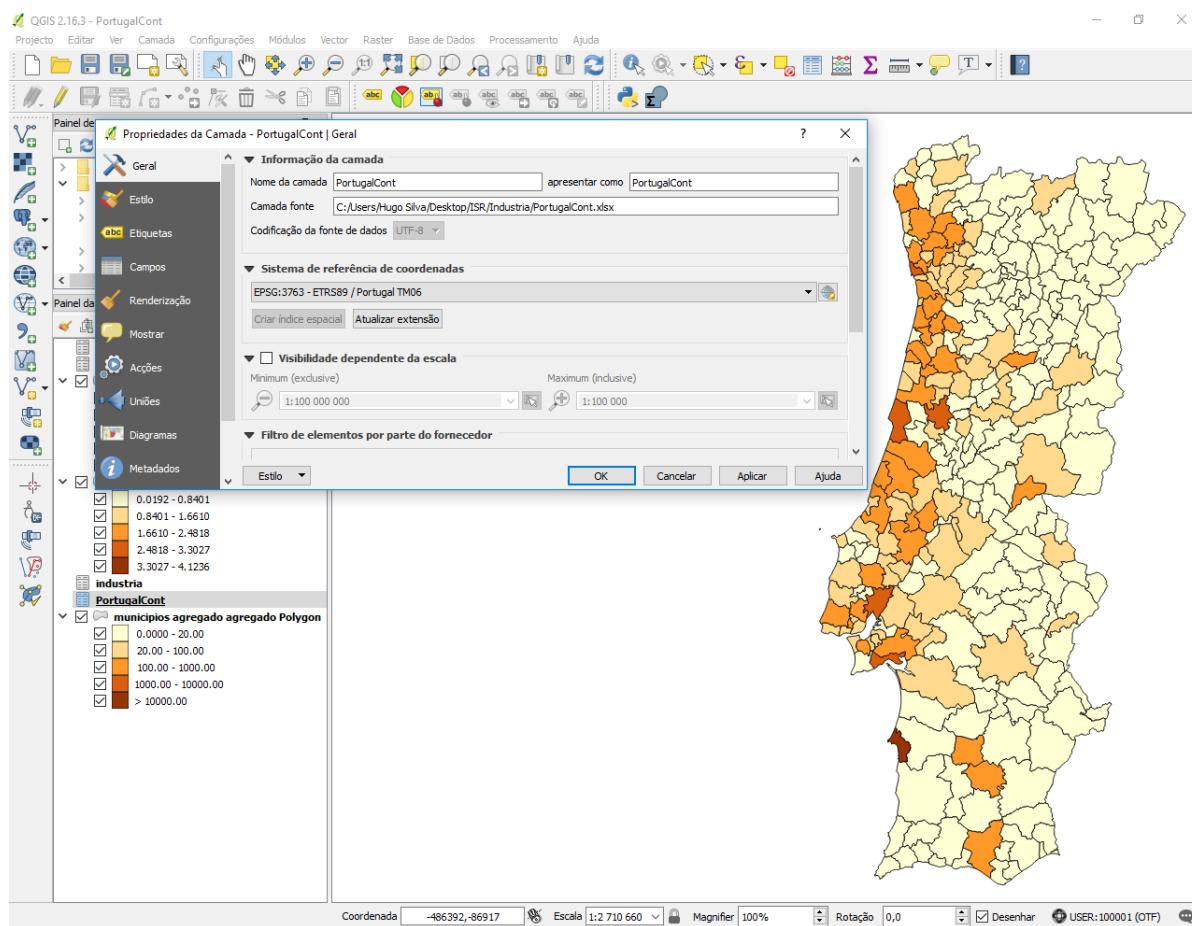 QGIS 2.16.3 - PortugalCont
Projecto Editar Ver Camada Configurações Módulos Vector Raster Base de Dados Processamento Ajuda
Painel de
Propriedades da Camada - PortugalCont | Geral
Geral
Estilo
abc Etiquetas
Campos
Renderização
Mostrar
Acções
Uniões
Diagramas
Metadados
Informação da camada
Nome da camada PortugalCont apresentar como PortugalCont
Camada fonte C:/Users/Hugo Silva/Desktop/ISR/Industria/PortugalCont.xlsx
Codificação da fonte de dados UTF-8
Sistema de referência de coordenadas
EPSG:3763 - ETRS89 / Portugal TM06
Criar índice espacial Atualizar extensão
Visibilidade dependente da escala
Minimum (exclusive) Maximum (inclusive)
1:100 000 000 1:100 000
Filtro de elementos por parte do fornecedor
Estilo OK Cancelar Aplicar Ajuda
Painel da
0.0192 - 0.8401
0.8401 - 1.6610
1.6610 - 2.4818
2.4818 - 3.3027
3.3027 - 4.1236
industria
PortugalCont
municipios agregado agregado Polygon
0.0000 - 20.00
20.00 - 100.00
100.00 - 1000.00
1000.00 - 10000.00
> 10000.00
Coordenada -486392,-86917 Escala 1:2 710 660 Magnifier 100% Rotação 0,0 Desenhar USER:100001 (OTF)